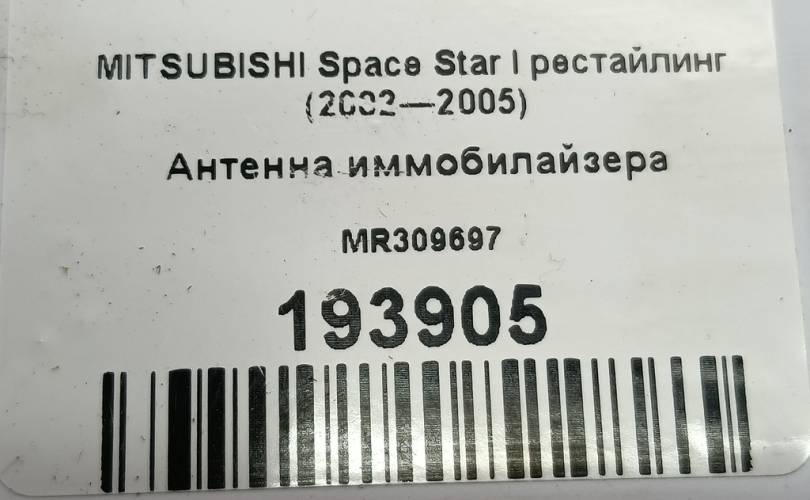 MITSUBISHI Space Star I рестайлинг
(2002—2005)
Антенна иммобилайзера
MR309697
193905